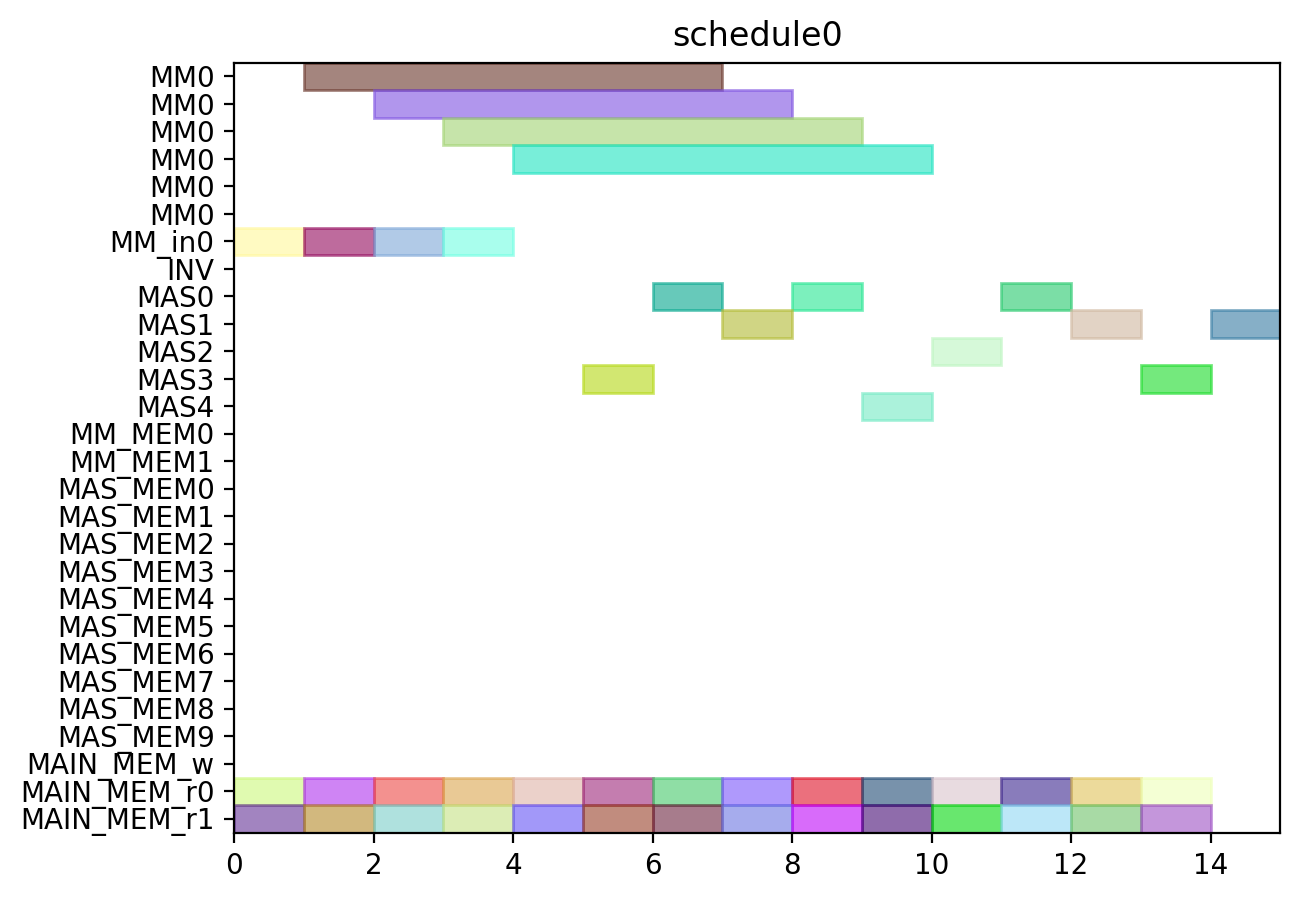 schedule0
MM0
MM0
MM0
MM0
MM0
MM0
MM_in0
INV
MAS0
MAS1
MAS2
MAS3
MAS4
MM_MEM0
MM_MEM1
MAS_MEM0
MAS_MEM1
MAS_MEM2
MAS_MEM3
MAS_MEM4
MAS_MEM5
MAS_MEM6
MAS_MEM7
MAS_MEM8
MAS_MEM9
MAIN_MEM_w
MAIN_MEM_r0
MAIN_MEM_r1
0 2 4 6 8 10 12 14